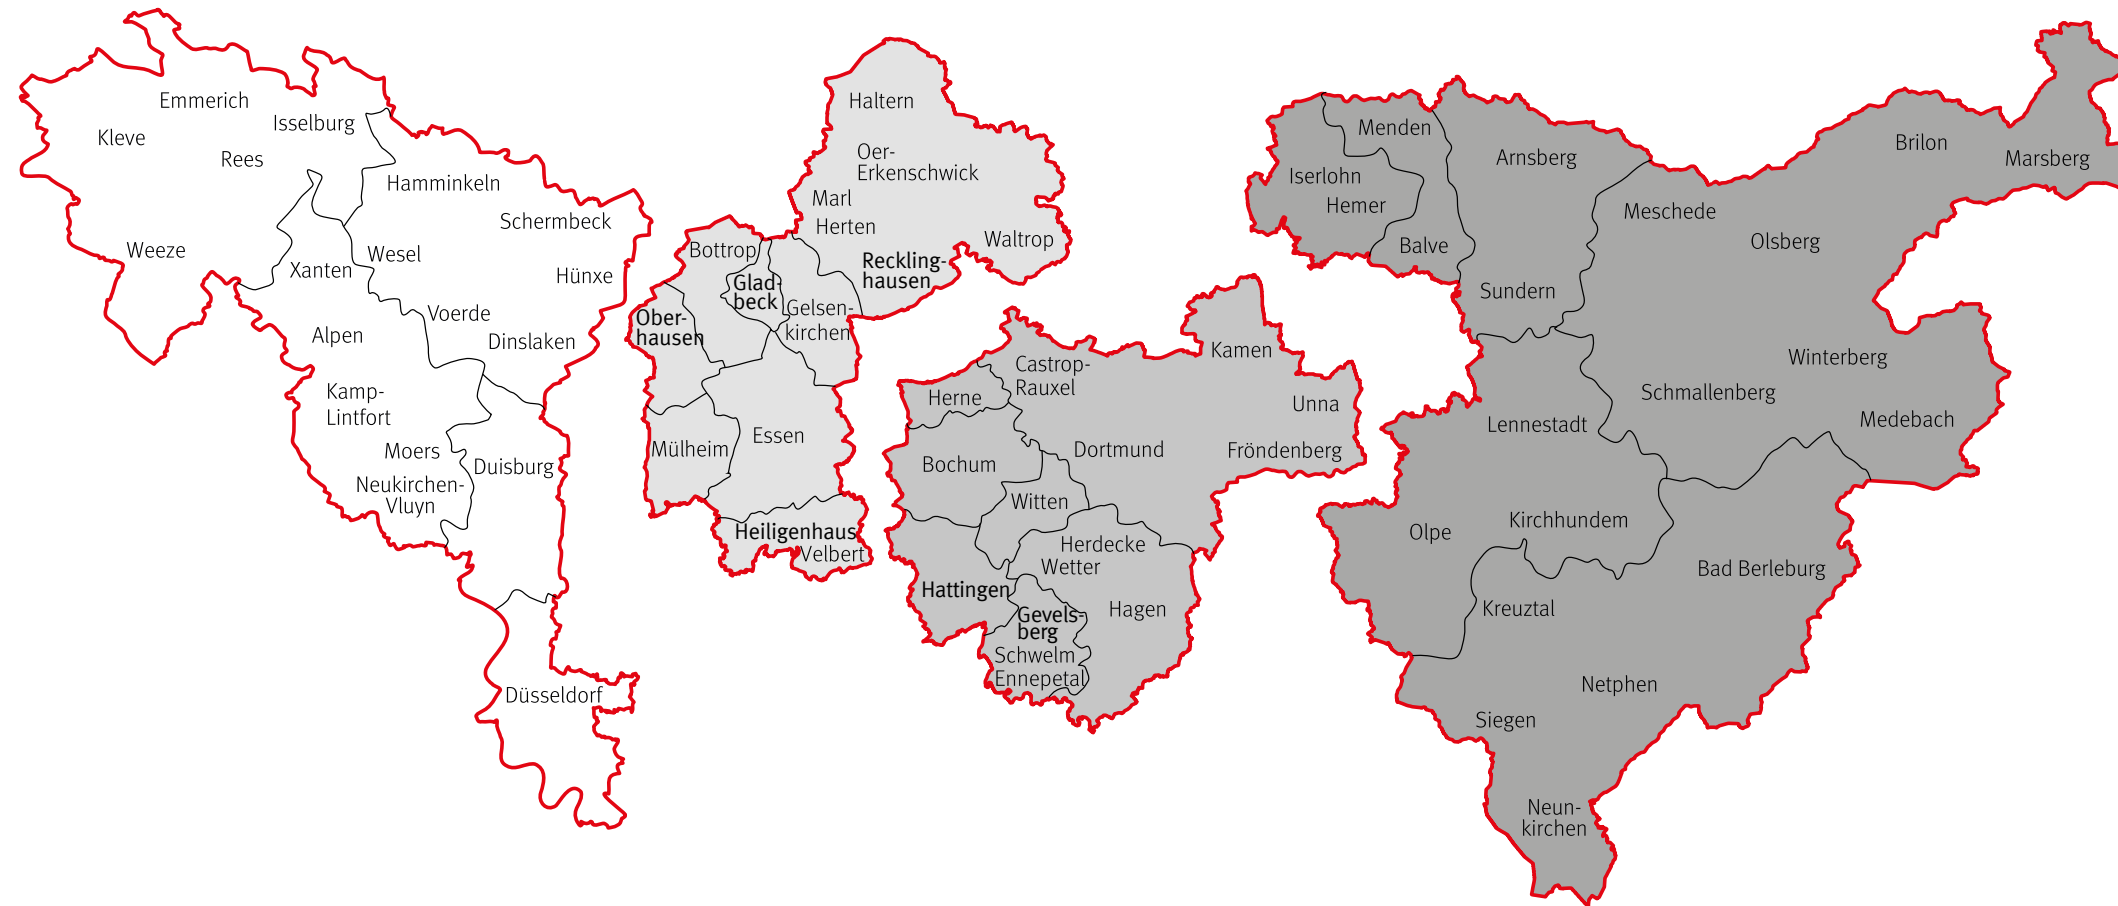 Emmerich
Isselburg
Kleve
Rees
Hamminkeln
Schermbeck
Weeze
Wesel
Xanten
Hünxe
Voerde
Alpen
Dinslaken
Kamp-
Lintfort
Moers
Duisburg
Neukirchen-
Vluyn
Düsseldorf
Haltern
Oer-
Erkenschwick
Marl
Herten
Waltrop
Reckling-
hausen
Bottrop
Glad-
beck
Gelsen-
kirchen
Ober-
hausen
Essen
Mülheim
Heiligenhaus
Velbert
Kamen
Castrop-
Rauxel
Herne
Unna
Dortmund
Fröndenberg
Bochum
Witten
Herdecke
Wetter
Hattingen
Hagen
Gevels-
berg
Schwelm
Ennepetal
Menden
Iserlohn
Hemer
Balve
Arnsberg
Brilon
Marsberg
Meschede
Olsberg
Sundern
Winterberg
Schmallenberg
Medebach
Lennestadt
Olpe
Kirchhundem
Bad Berleburg
Kreuztal
Netphen
Siegen
Neun-
kirchen